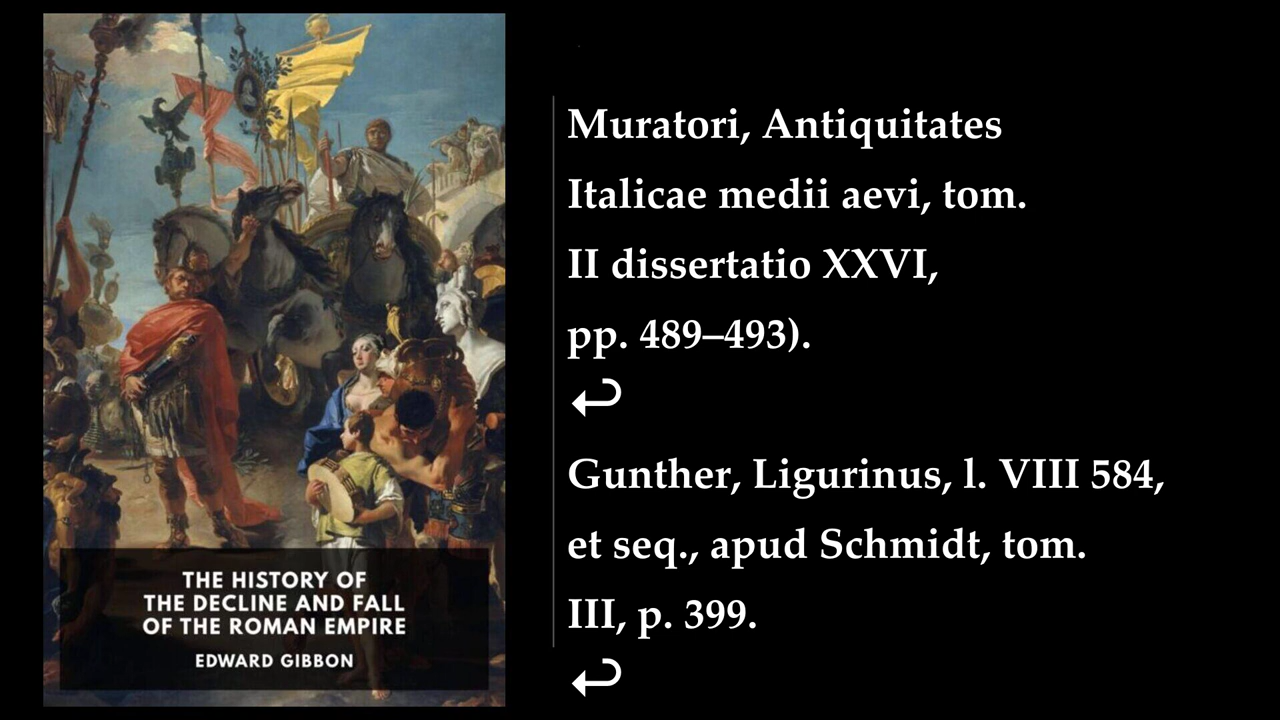 THE HISTORY OF
THE DECLINE AND FALL
OF THE ROMAN EMPIRE
EDWARD GIBBON
Muratori, Antiquitates
Italicae medii aevi, tom.
II dissertatio XXVI,
pp. 489–493).
↩
Gunther, Ligurinus, l. VIII 584,
et seq., apud Schmidt, tom.
III, p. 399.
↩